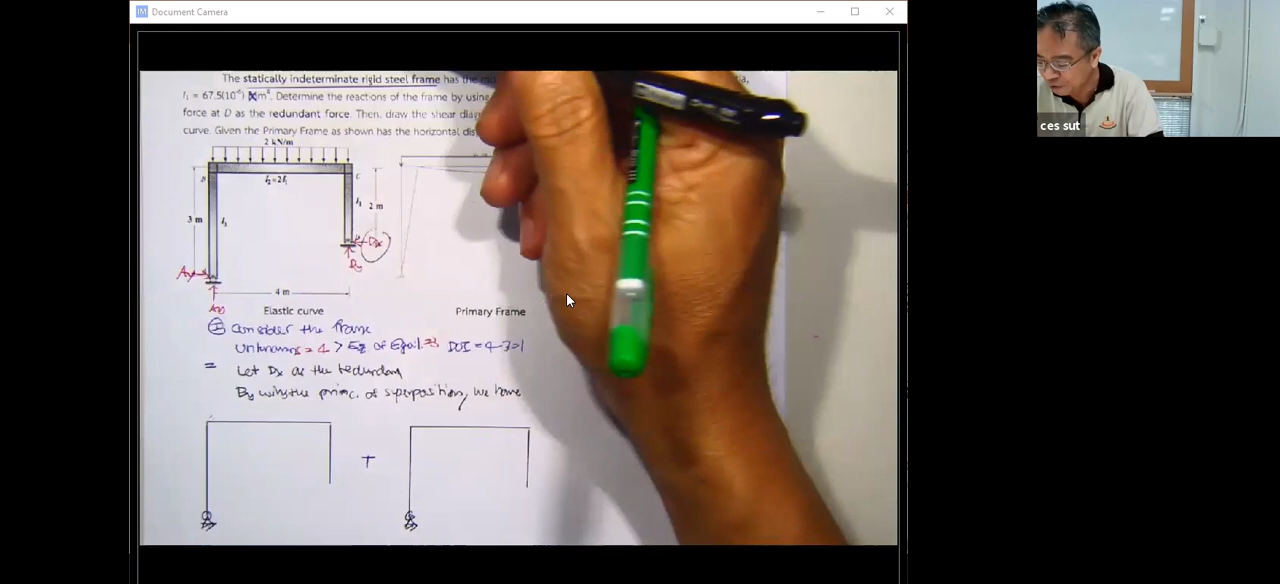 Document Camera
The statically indeterminate rigid steel frame has the
I₁ = 67.5(10⁻⁶) m⁴. Determine the reactions of the frame by using
force at D as the redundant force. Then, draw the shear
curve. Given the Primary Frame as shown has the horizontal
2 kN/m
B
I₂=2I₁
C
3 m
I₁
I₁
2 m
Dx
Dy
Ax
4 m
Elastic curve
Primary Frame
Consider the frame
Unknowns = 4 > Eq of Equil = 3 DOI = 4-3=1
= Let Dx as the redundant
By the princ. of superposition, we have
+
ces sut